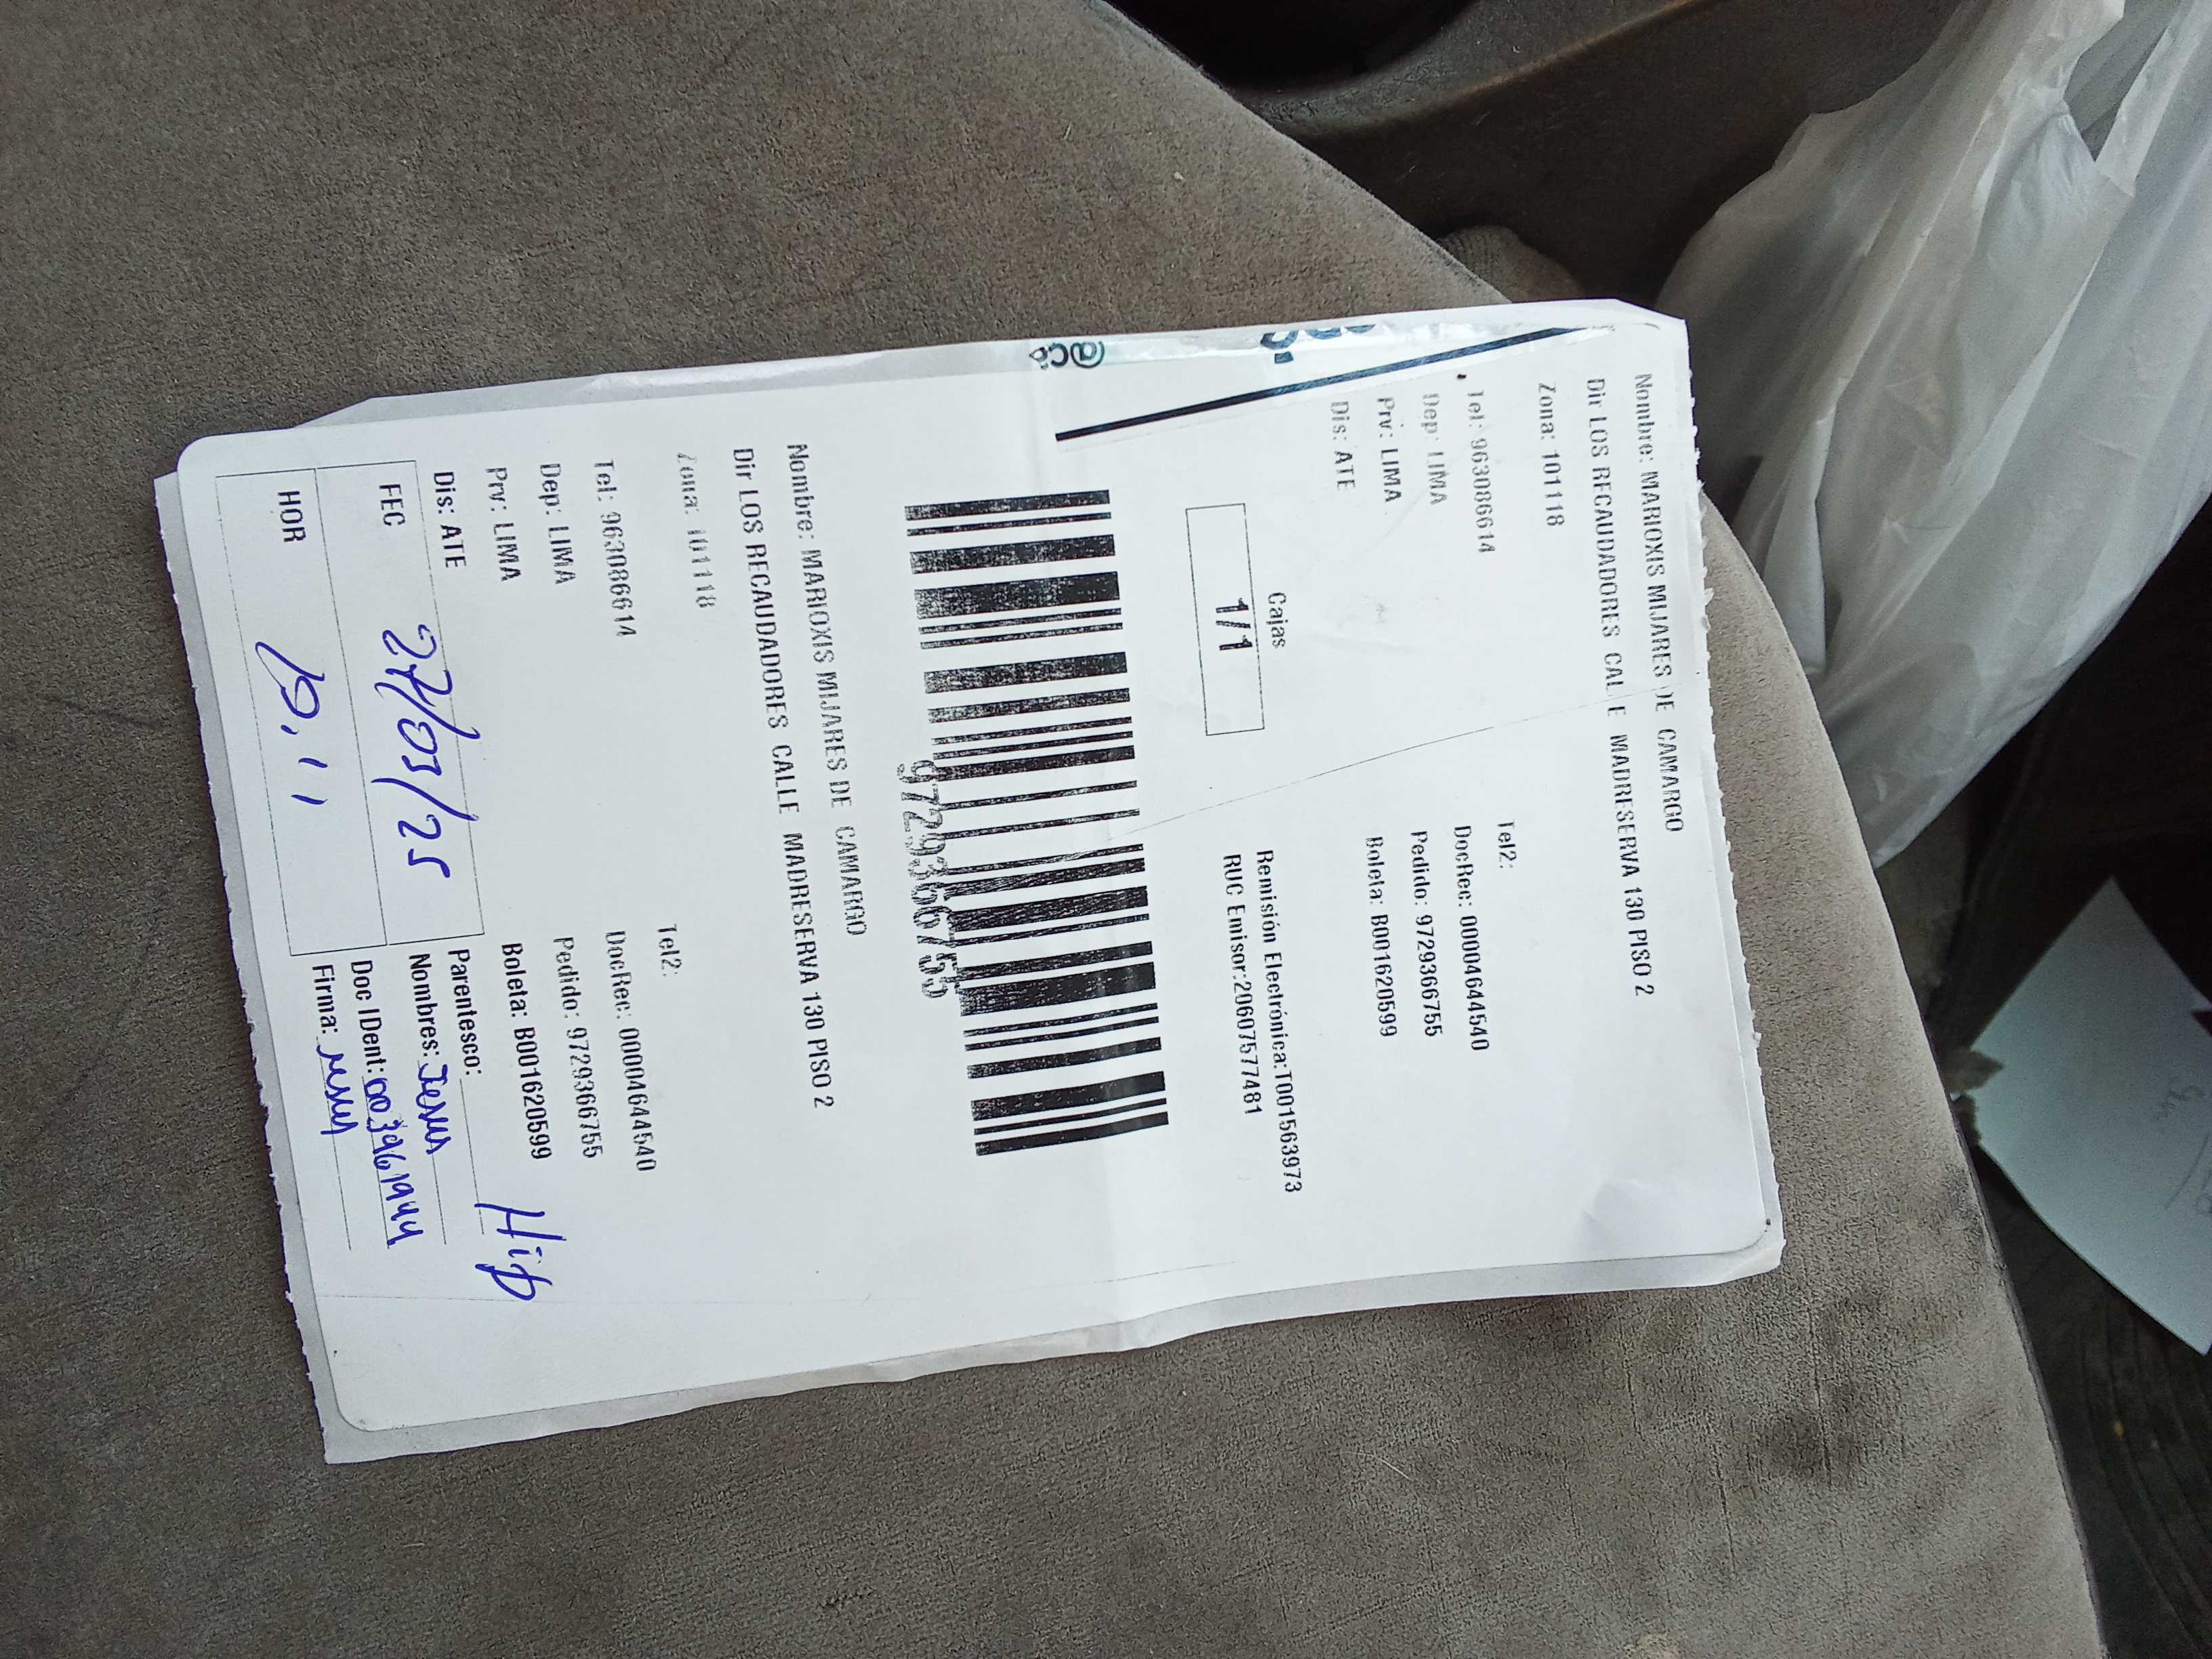 Nombre: MARIOXIS MIJARES DE CAMARGO
Dir LOS RECAUDADORES CALLE MADRESERVA 130 PISO 2
Zona: 101118
Tel: 963086614 Tel2:
Dep: LIMA DocRec: 00004644540
Prv: LIMA Pedido: 9729366755
Dis: ATE Boleta: B001620599
Cajas
1/1
Remisión Electrónica:T001563973
RUC Emisor:20607577481
9729366755
Nombre: MARIOXIS MIJARES DE CAMARGO
Dir LOS RECAUDADORES CALLE MADRESERVA 130 PISO 2
Zona: 101118
Tel: 963086614 Tel2:
Dep: LIMA DocRec: 00004644540
Prv: LIMA Pedido: 9729366755
Dis: ATE Boleta: B001620599
FEC 27/03/25
HOR
Parentesco: Hijo
Nombres: Jesus
Doc IDent:
Firma: